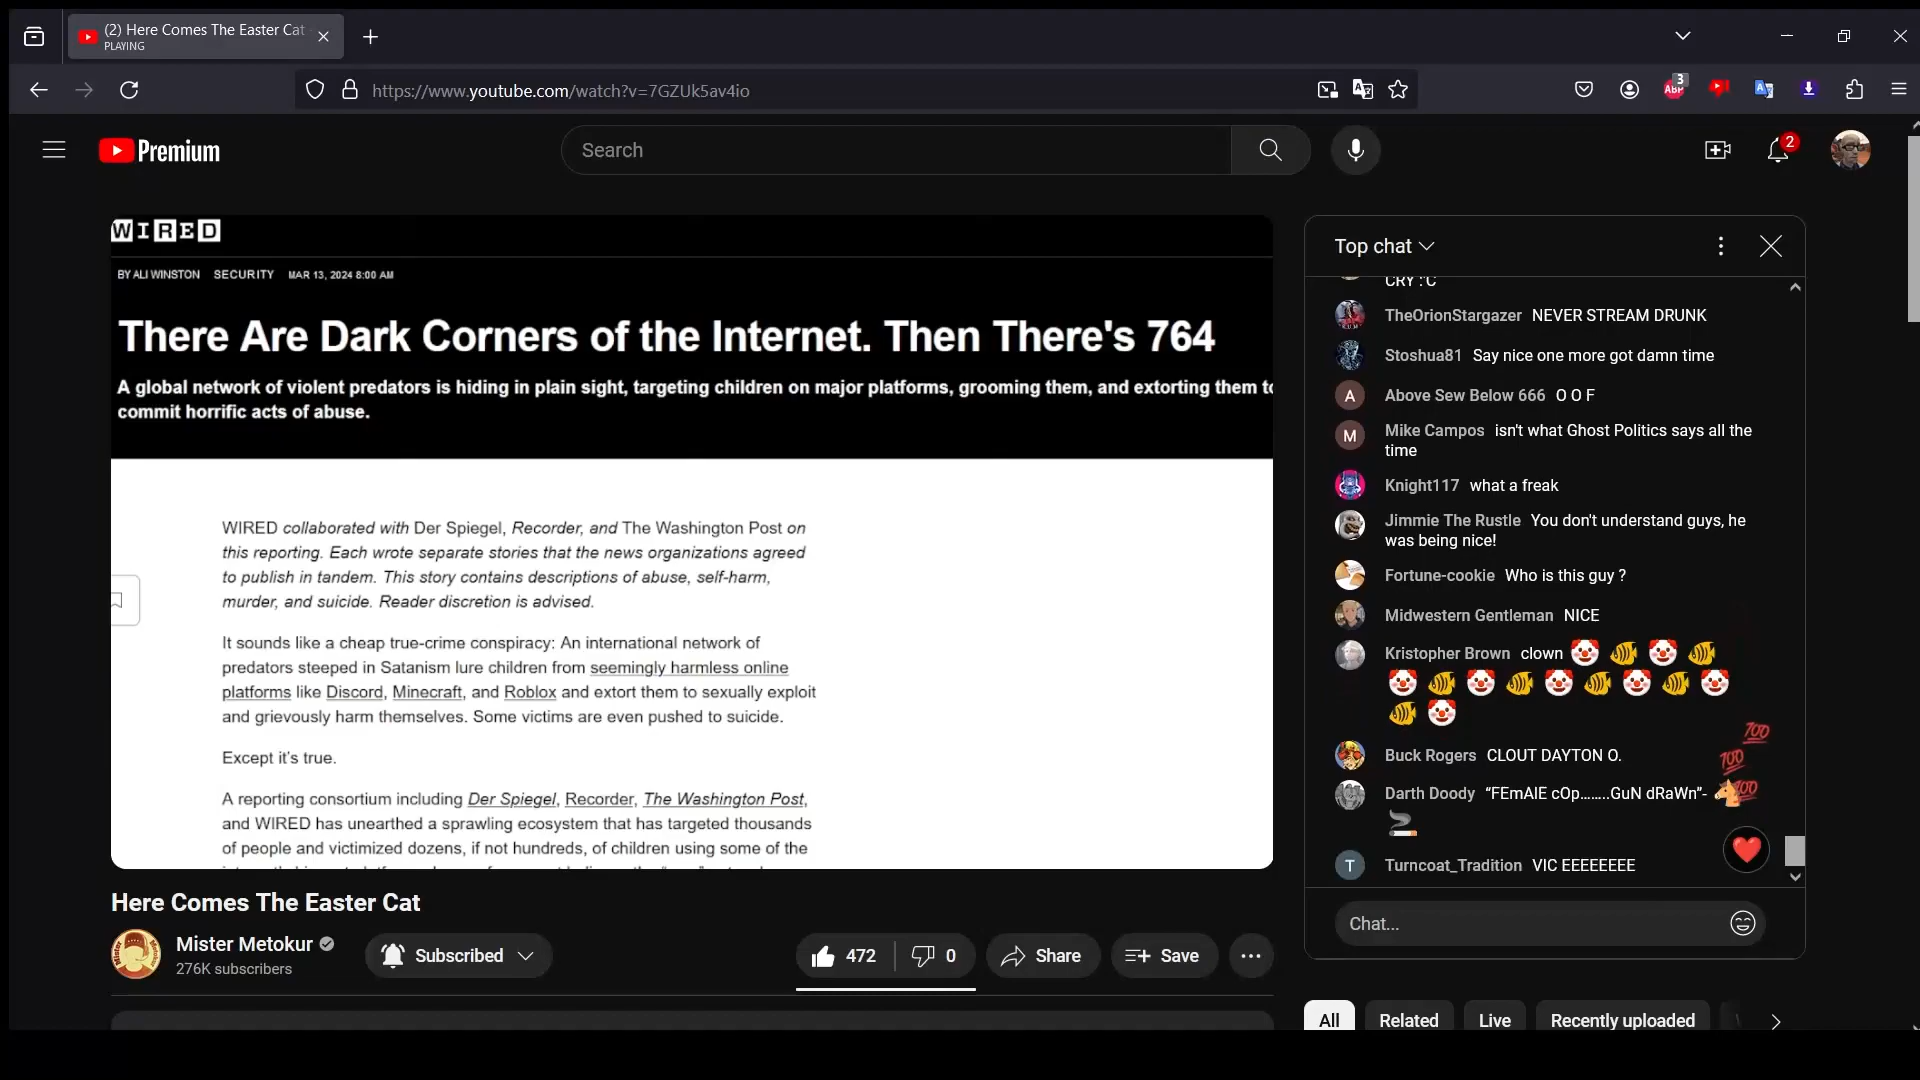 (2) Here Comes The Easter Cat
PLAYING
https://www.youtube.com/watch?v=7GZUk5av4io
3
ABP
Premium
Search
2
WIRED
BY ALI WINSTON SECURITY MAR 13, 2024 8:00 AM
There Are Dark Corners of the Internet. Then There's 764
A global network of violent predators is hiding in plain sight, targeting children on major platforms, grooming them, and extorting them to
commit horrific acts of abuse.
WIRED collaborated with Der Spiegel, Recorder, and The Washington Post on
this reporting. Each wrote separate stories that the news organizations agreed
to publish in tandem. This story contains descriptions of abuse, self-harm,
murder, and suicide. Reader discretion is advised.
It sounds like a cheap true-crime conspiracy: An international network of
predators steeped in Satanism lure children from seemingly harmless online
platforms like Discord, Minecraft, and Roblox and extort them to sexually exploit
and grievously harm themselves. Some victims are even pushed to suicide.
Except it's true.
A reporting consortium including Der Spiegel, Recorder, The Washington Post,
and WIRED has unearthed a sprawling ecosystem that has targeted thousands
of people and victimized dozens, if not hundreds, of children using some of the
Here Comes The Easter Cat
Mister Metokur
276K subscribers
Subscribed
472
0
Share
Save
Top chat
CRY :'C
TheOrionStargazer NEVER STREAM DRUNK
Stoshua81 Say nice one more got damn time
A Above Sew Below 666 O O F
M Mike Campos isn't what Ghost Politics says all the
time
Knight117 what a freak
Jimmie The Rustle You don't understand guys, he
was being nice!
Fortune-cookie Who is this guy ?
Midwestern Gentleman NICE
Kristopher Brown clown 🤡 🐠 🤡 🐠
🤡 🐠 🤡 🐠 🤡 🐠 🤡 🐠 🤡
🐠 🤡
Buck Rogers CLOUT DAYTON O.
Darth Doody “FEmAlE cOp........GuN dRaWn”- 🐴
🚬
T Turncoat_Tradition VIC EEEEEEEE
Chat...
All Related Live Recently uploaded